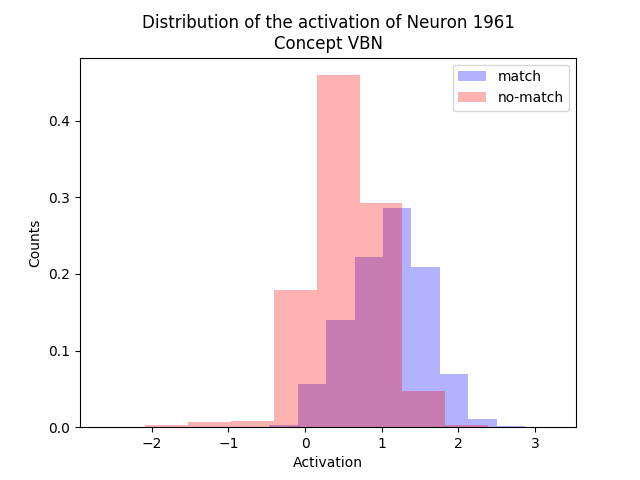 Distribution of the activation of Neuron 1961
Concept VBN
match
no-match
Counts
0.4
0.3
0.2
0.1
0.0
−2
−1
0
1
2
3
Activation